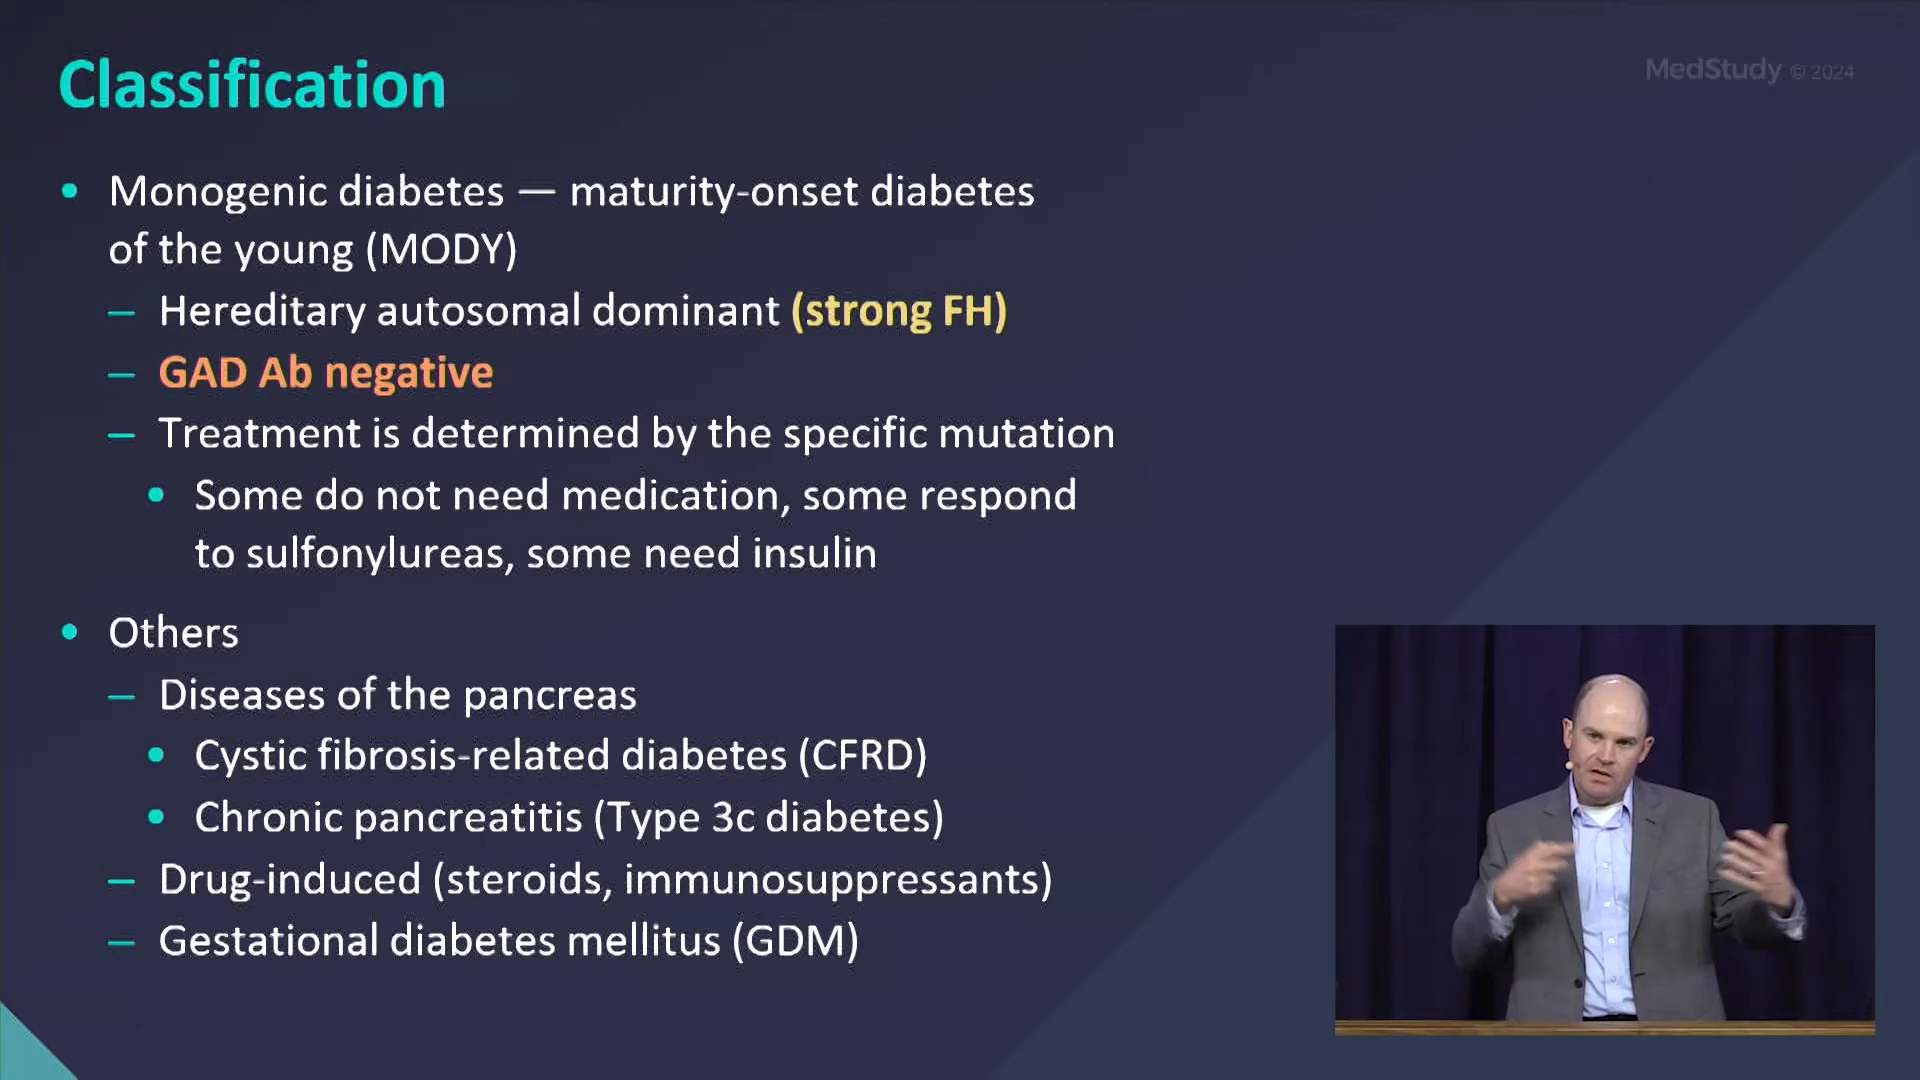 Classification
MedStudy © 2024
• Monogenic diabetes — maturity-onset diabetes
of the young (MODY)
– Hereditary autosomal dominant (strong FH)
– GAD Ab negative
– Treatment is determined by the specific mutation
• Some do not need medication, some respond
to sulfonylureas, some need insulin
• Others
– Diseases of the pancreas
• Cystic fibrosis-related diabetes (CFRD)
• Chronic pancreatitis (Type 3c diabetes)
– Drug-induced (steroids, immunosuppressants)
– Gestational diabetes mellitus (GDM)